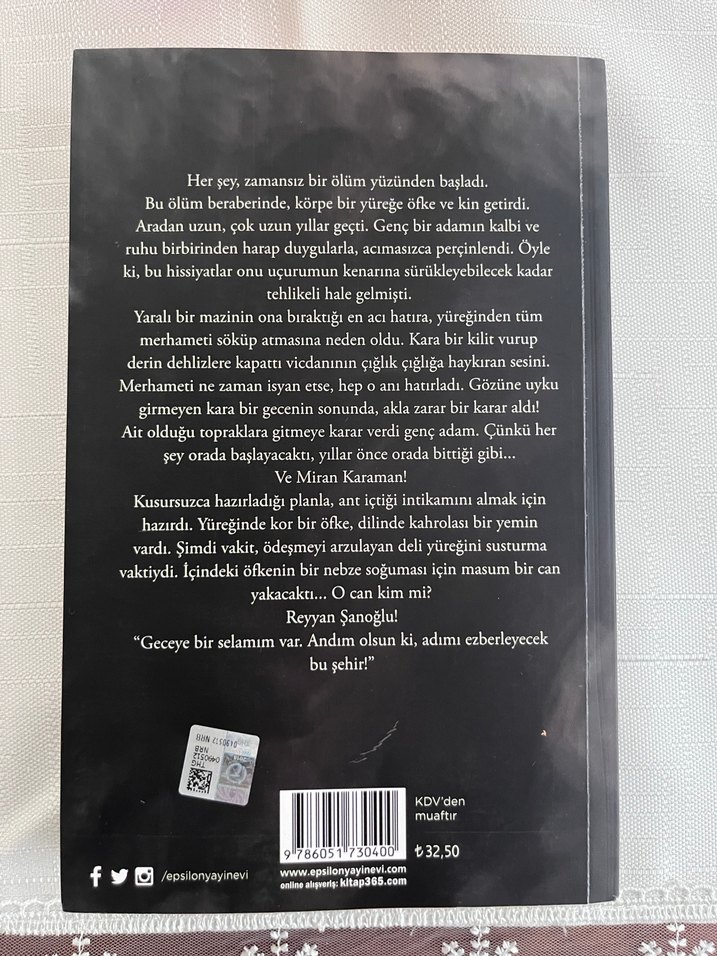 Her şey, zamansız bir ölüm yüzünden başladı.
Bu ölüm beraberinde, körpe bir yüreğe öfke ve kin getirdi.
Aradan uzun, çok uzun yıllar geçti. Genç bir adamın kalbi ve
ruhu birbirinden harap duygularla, acımasızca perçinlendi. Öyle
ki, bu hissiyatlar onu uçurumun kenarına sürükleyebilecek kadar
tehlikeli hale gelmişti.
Yaralı bir mazinin ona bıraktığı en acı hatıra, yüreğinden tüm
merhameti söküp atmasına neden oldu. Kara bir kilit vurup
derin dehlizlere kapattı vicdanının çığlık çığlığa haykıran sesini.
Merhameti ne zaman isyan etse, hep o anı hatırladı. Gözüne uyku
girmeyen kara bir gecenin sonunda, akla zarar bir karar aldı!
Ait olduğu topraklara gitmeye karar verdi genç adam. Çünkü her
şey orada başlayacaktı, yıllar önce orada bittiği gibi...
Ve Miran Karaman!
Kusursuzca hazırladığı planla, ant içtiği intikamını almak için
hazırdı. Yüreğinde kor bir öfke, dilinde kahrolası bir yemin
vardı. Şimdi vakit, ödeşmeyi arzulayan deli yüreğini susturma
vaktiydi. İçindeki öfkenin bir nebze soğuması için masum bir can
yakacaktı... O can kim mi?
Reyyan Şanoğlu!
“Geceye bir selamım var. Andım olsun ki, adımı ezberleyecek
bu şehir!”
0490512 NRB
THG
0490512
NRB
KDV'den
muaftır
9 786051 730400
₺32,50
/epsilonyayinevi
www.epsilonyayinevi.com
online alışveriş: kitap365.com